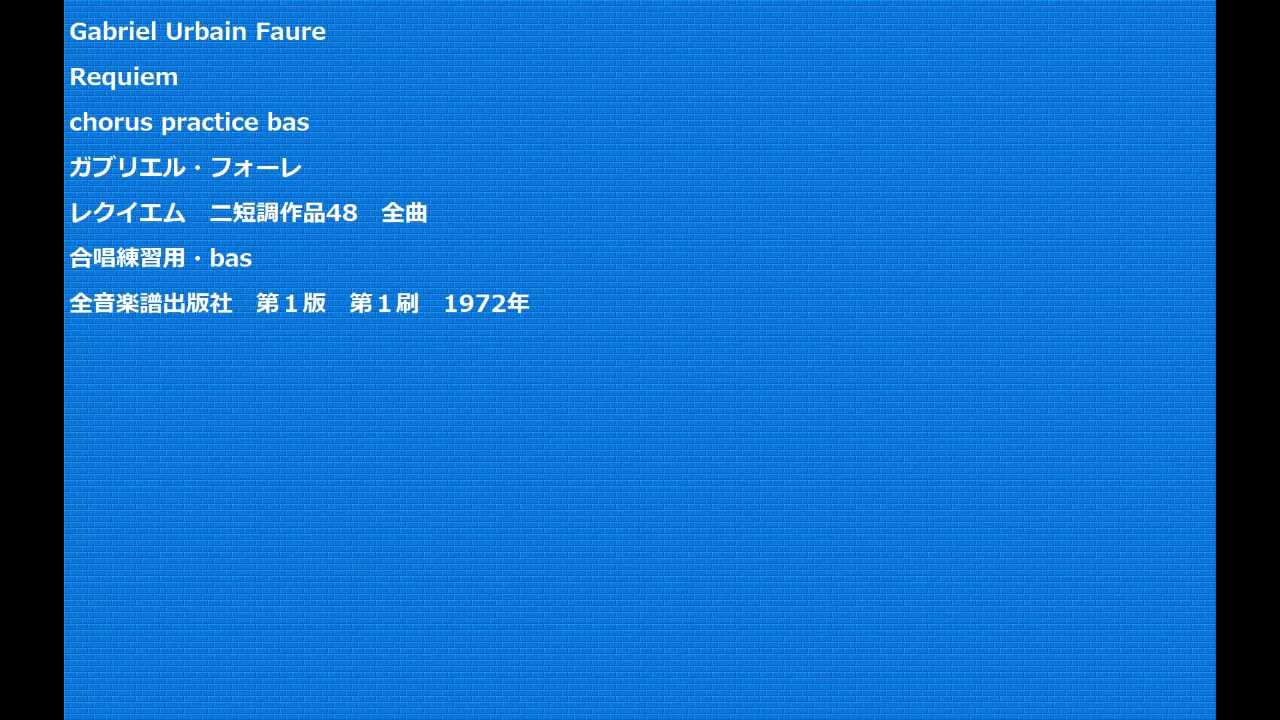 Gabriel Urbain Faure
Requiem
chorus practice bas
ガブリエル・フォーレ
レクイエム　ニ短調作品48　全曲
合唱練習用・bas
全音楽譜出版社　第１版　第１刷　1972年